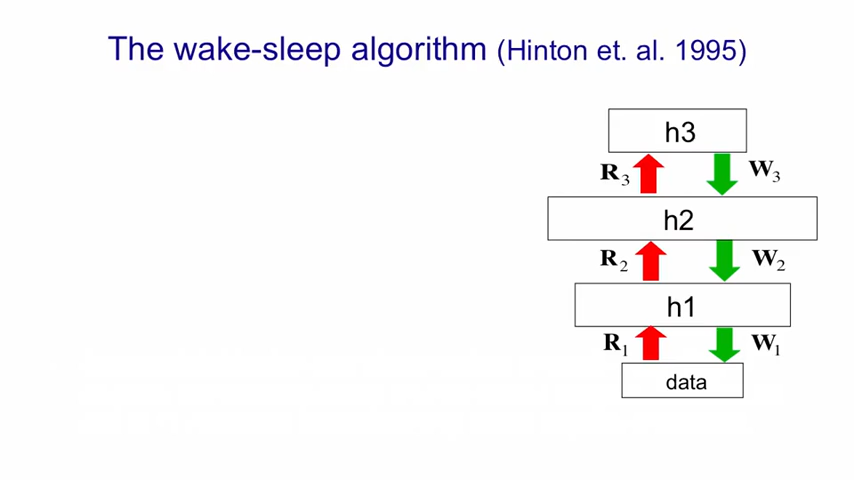 The wake-sleep algorithm (Hinton et. al. 1995)
h3
R3 W3
h2
R2 W2
h1
R1 W1
data